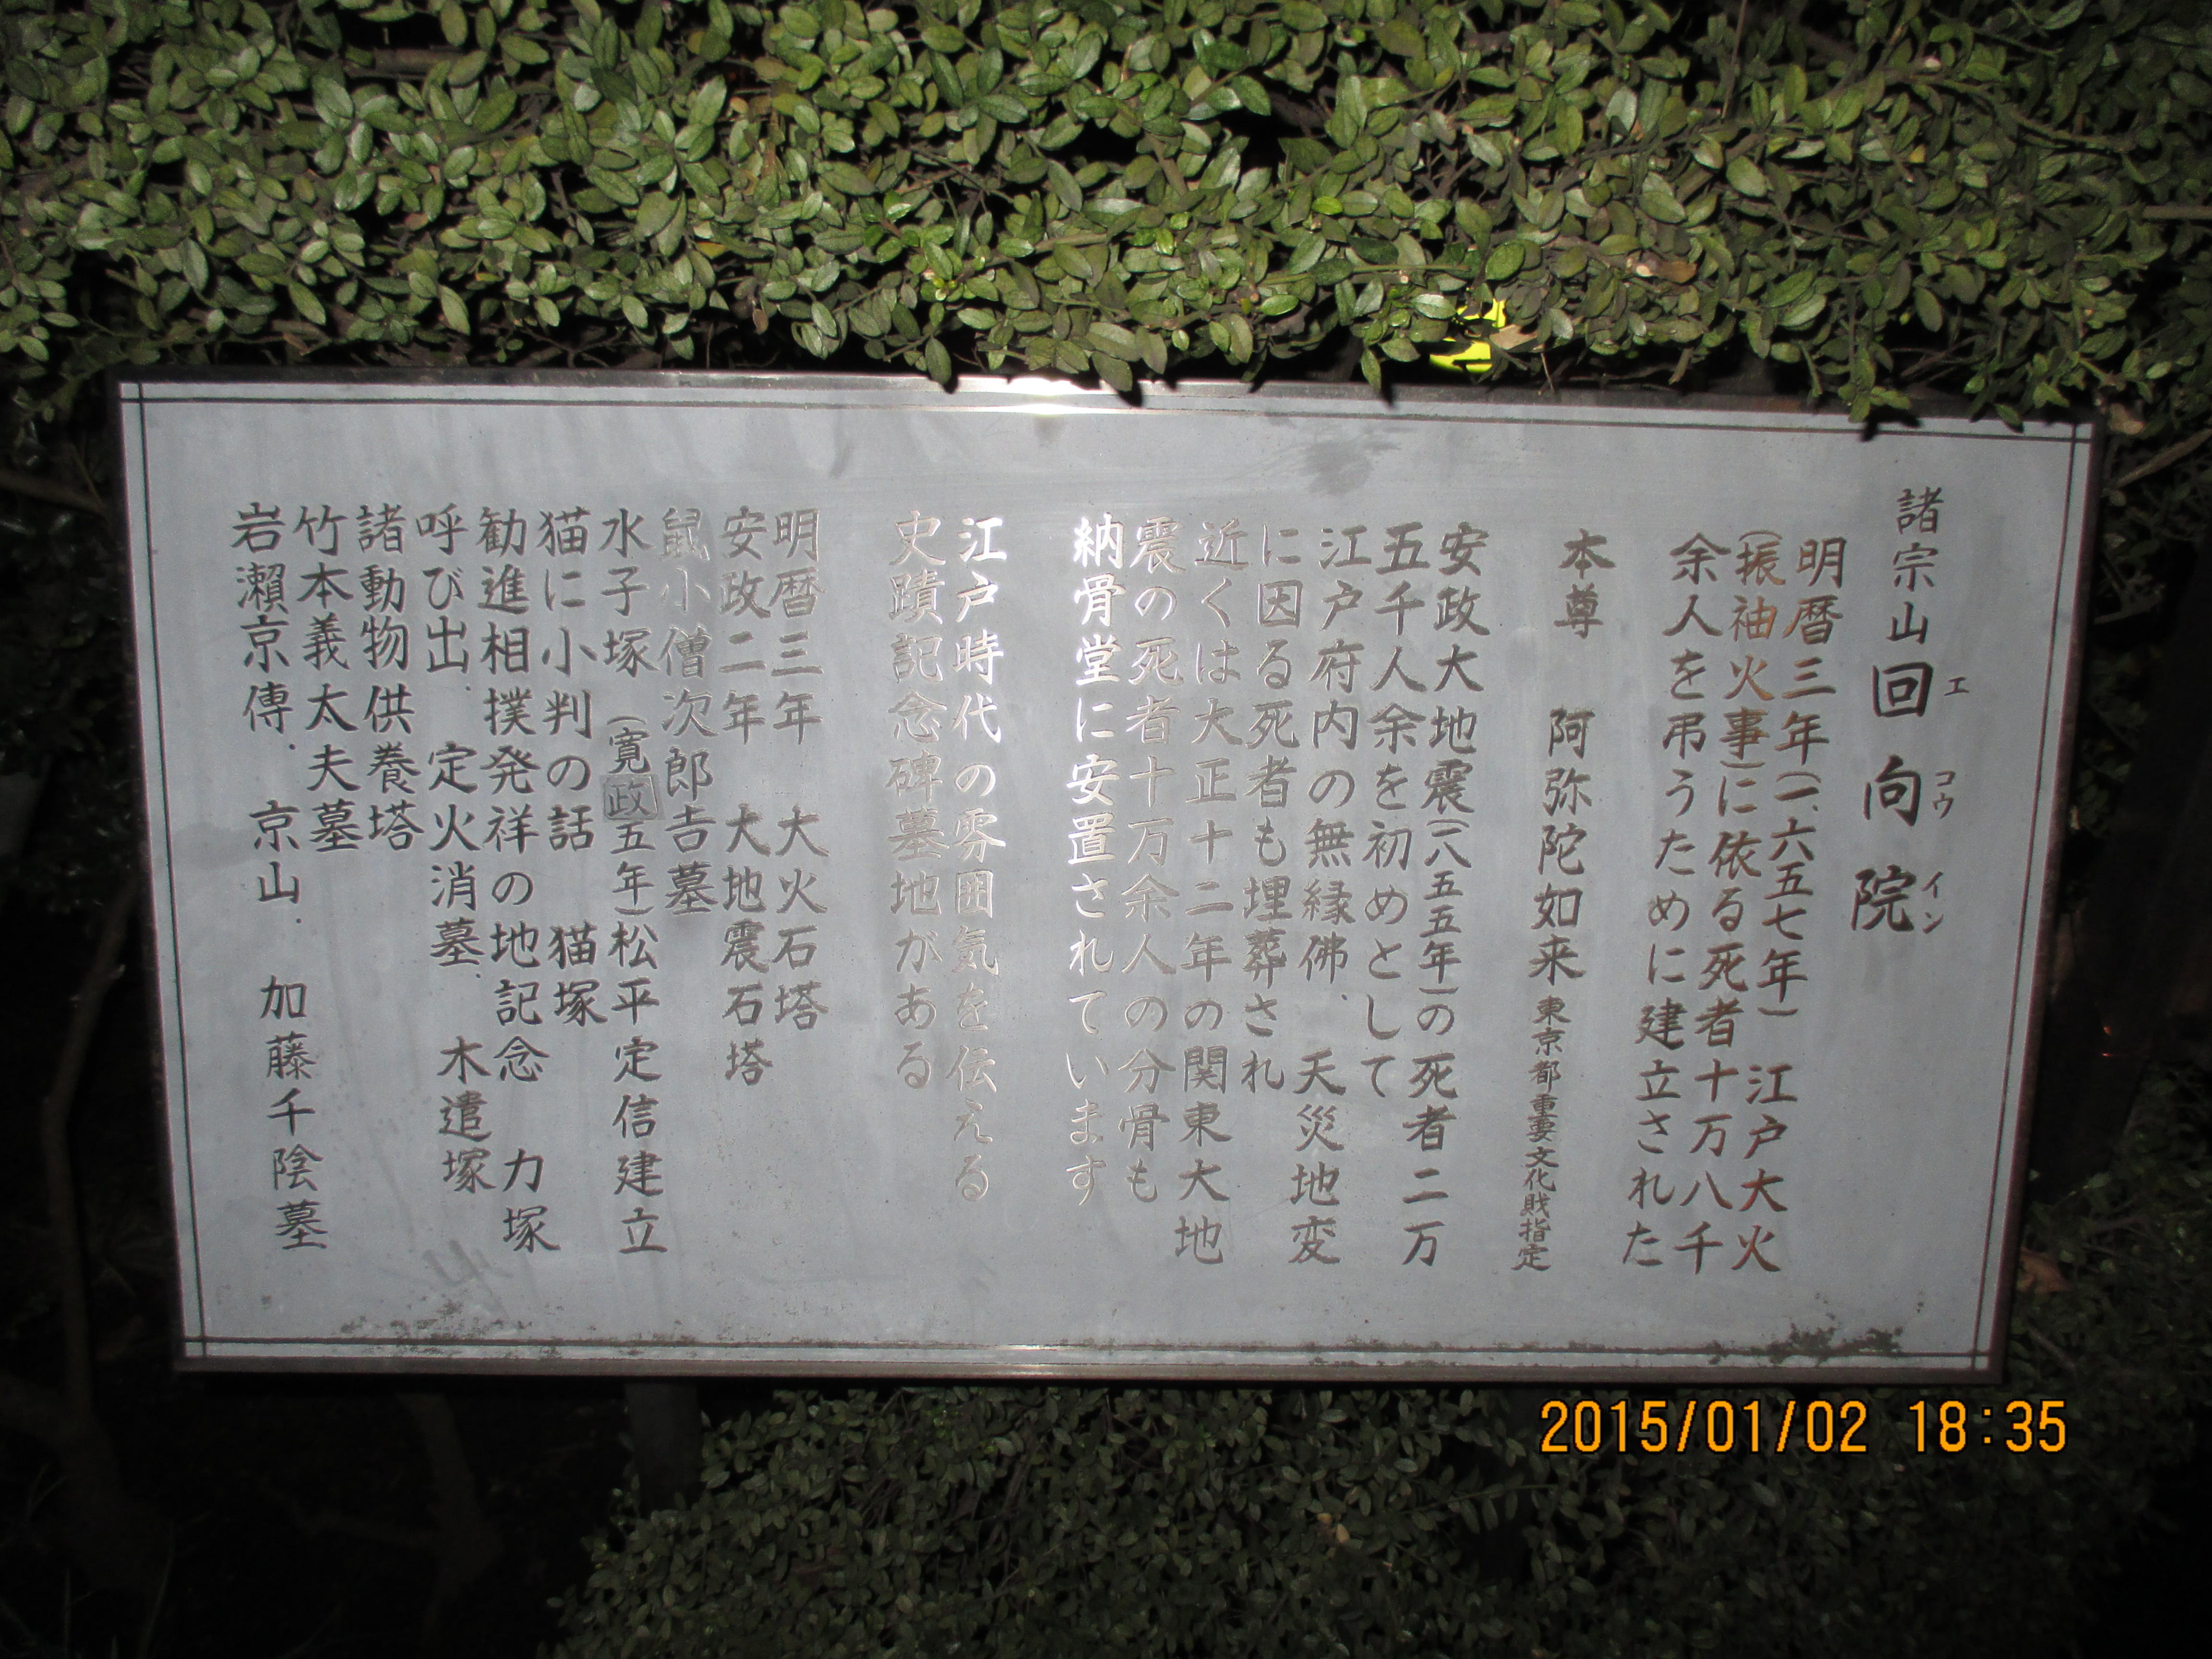 諸宗山回向院
エコウイン
明暦三年(一、六五七年)江戸大火
(振袖火事)に依る死者十万八千
余人を弔うために建立された
本尊 阿弥陀如来 東京都重要文化財指定
安政大地震(一八五五年)の死者二万
五千人余を初めとして
江戸府内の無縁佛、天災地変
に因る死者も埋葬され
近くは大正十二年の関東大地
震の死者十万余人の分骨も
納骨堂に安置されています
江戸時代の雰囲気を伝える
史蹟記念碑墓地がある
明暦三年 大火石塔
安政二年 大地震石塔
鼠小僧次郎吉墓
水子塚(寛政五年)松平定信建立
猫に小判の話 猫塚
勧進相撲発祥の地記念 力塚
呼び出、定火消墓、木遣塚
諸動物供養塔
竹本義太夫墓
岩瀬京傳、京山、加藤千陰墓
2015/01/02 18:35